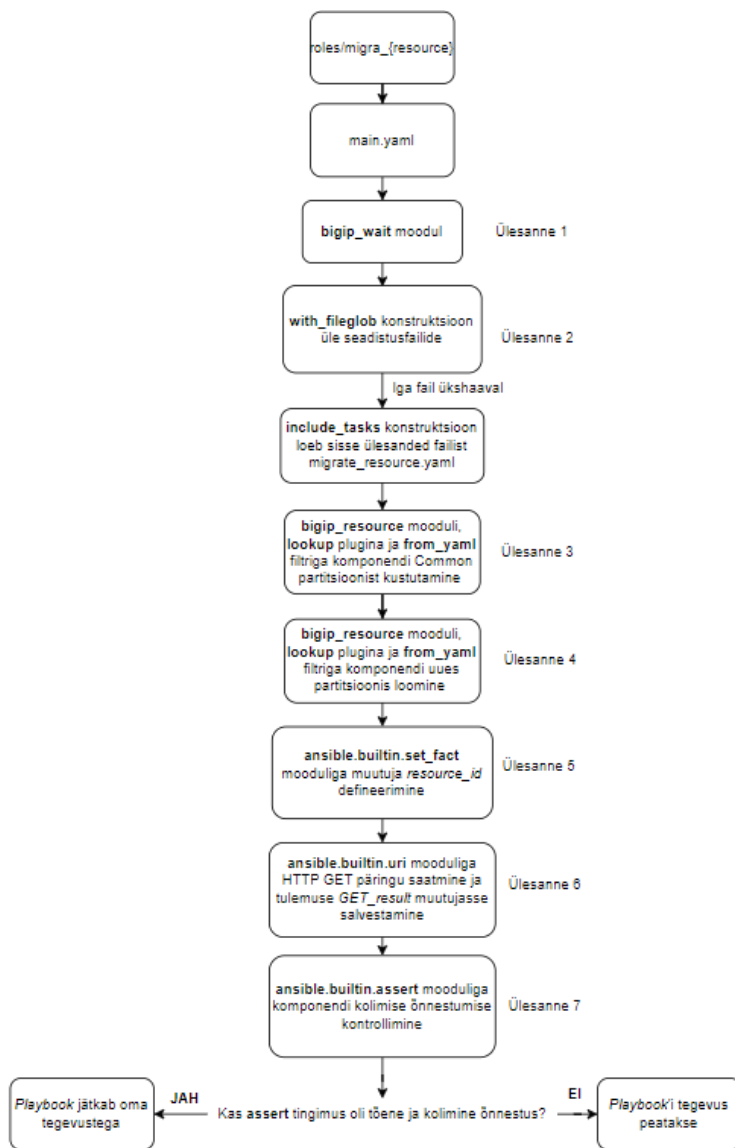 roles/migra_{resource}
main.yaml
bigip_wait moodul
Ülesanne 1
with_fileglob konstruktsioon
üle seadistusfailide
Ülesanne 2
Iga fail ükshaaval
include_tasks konstruktsioon
loeb sisse ülesanded failist
migrate_resource.yaml
bigip_resource mooduli,
lookup plugina ja from_yaml
filtriga komponendi Common
partitsioonist kustutamine
Ülesanne 3
bigip_resource mooduli,
lookup plugina ja from_yaml
filtriga komponendi uues
partitsioonis loomine
Ülesanne 4
ansible.builtin.set_fact
mooduliga muutuja resource_id
defineerimine
Ülesanne 5
ansible.builtin.uri mooduliga
HTTP GET päringu saatmine ja
tulemuse GET_result muutujasse
salvestamine
Ülesanne 6
ansible.builtin.assert mooduliga
komponendi kolimise õnnestumise
kontrollimine
Ülesanne 7
Playbook jätkab oma
tegevustega
JAH
Kas assert tingimus oli tõene ja kolimine õnnestus?
EI
Playbook'i tegevus
peatakse